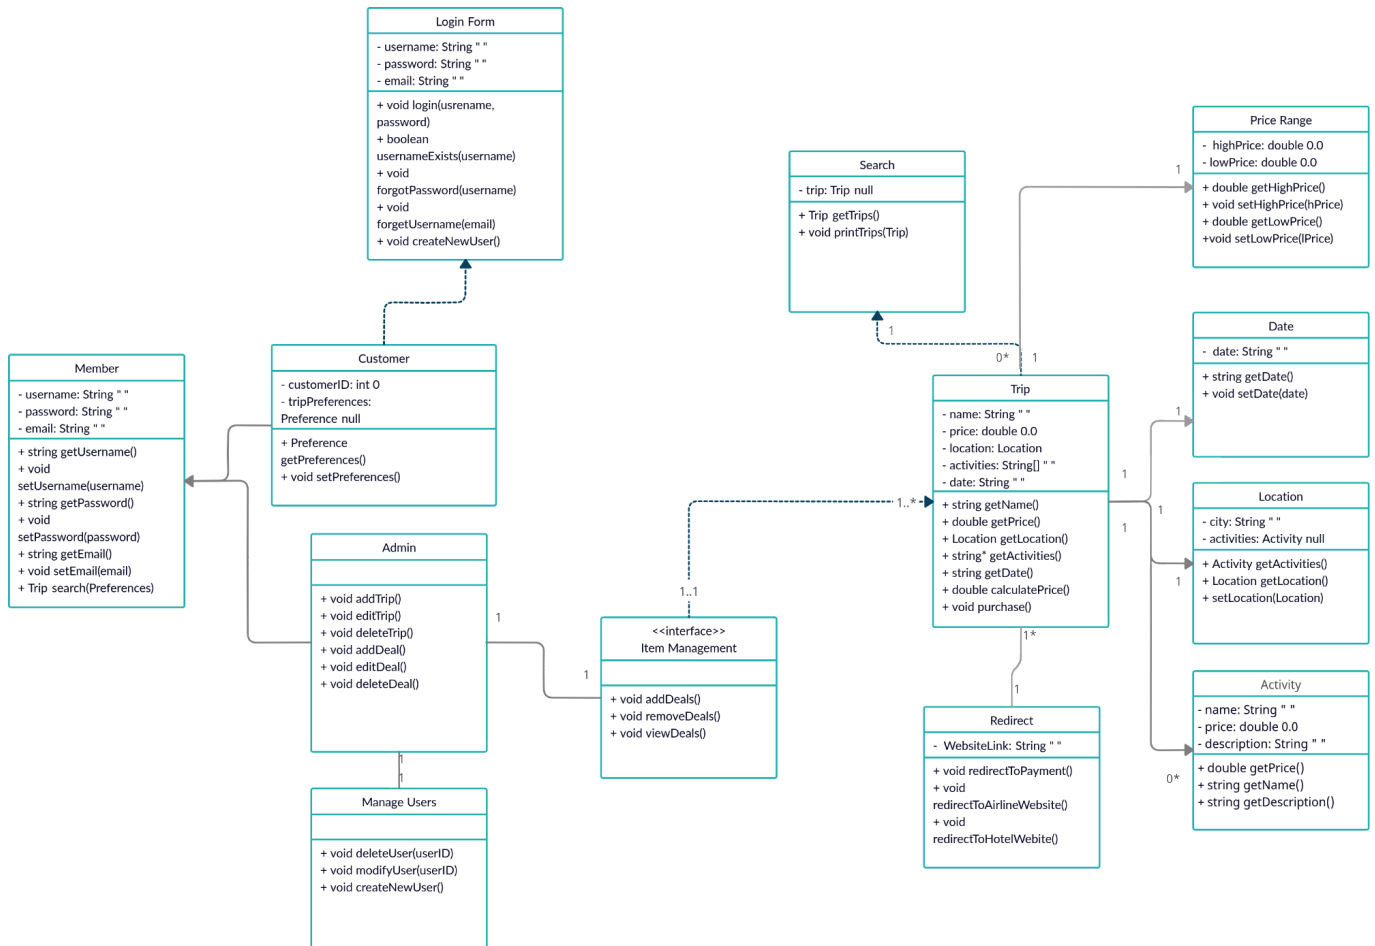 Login Form
- username: String " "
- password: String " "
- email: String " "
+ void login(usrename,
password)
+ boolean
usernameExists(username)
+ void
forgotPassword(username)
+ void
forgetUsername(email)
+ void createNewUser()
Search
- trip: Trip null
+ Trip getTrips()
+ void printTrips(Trip)
1
0*
1
Price Range
- highPrice: double 0.0
- lowPrice: double 0.0
+ double getHighPrice()
+ void setHighPrice(hPrice)
+ double getLowPrice()
+void setLowPrice(lPrice)
1
Member
- username: String " "
- password: String " "
- email: String " "
+ string getUsername()
+ void
setUsername(username)
+ string getPassword()
+ void
setPassword(password)
+ string getEmail()
+ void setEmail(email)
+ Trip search(Preferences)
Customer
- customerID: int 0
- tripPreferences:
Preference null
+ Preference
getPreferences()
+ void setPreferences()
Trip
- name: String " "
- price: double 0.0
- location: Location
- activities: String[] " "
- date: String " "
+ string getName()
+ double getPrice()
+ Location getLocation()
+ string* getActivities()
+ string getDate()
+ double calculatePrice()
+ void purchase()
Date
- date: String " "
+ string getDate()
+ void setDate(date)
1
1
1
1
1
Location
- city: String " "
- activities: Activity null
+ Activity getActivities()
+ Location getLocation()
+ setLocation(Location)
Admin
+ void addTrip()
+ void editTrip()
+ void deleteTrip()
+ void addDeal()
+ void editDeal()
+ void deleteDeal()
1
1
1..*
1..1
<<interface>>
Item Management
+ void addDeals()
+ void removeDeals()
+ void viewDeals()
1*
1
Redirect
- WebsiteLink: String " "
+ void redirectToPayment()
+ void
redirectToAirlineWebsite()
+ void
redirectToHotelWebite()
Activity
- name: String " "
- price: double 0.0
- description: String " "
+ double getPrice()
+ string getName()
+ string getDescription()
0*
1
1
Manage Users
+ void deleteUser(userID)
+ void modifyUser(userID)
+ void createNewUser()